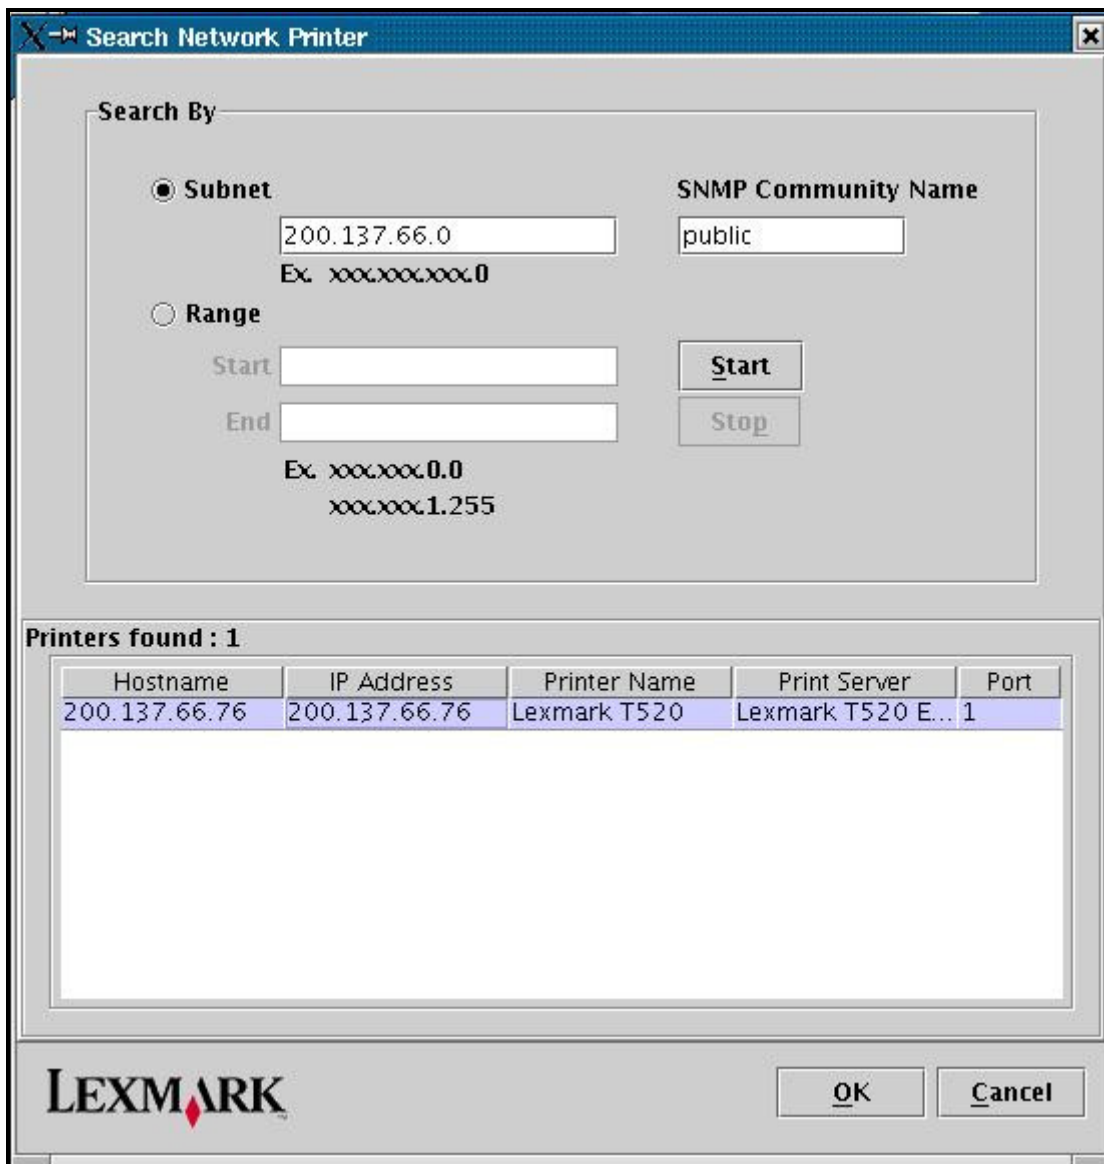 Search Network Printer
Search By
Subnet
SNMP Community Name
200.137.66.0
public
Ex. xxx.xxx.xxx.0
Range
Start
Start
End
Stop
Ex. xxx.xxx.0.0
xxx.xxx.1.255
Printers found : 1
Hostname IP Address Printer Name Print Server Port
200.137.66.76 200.137.66.76 Lexmark T520 Lexmark T520 E... 1
LEXMARK
OK Cancel